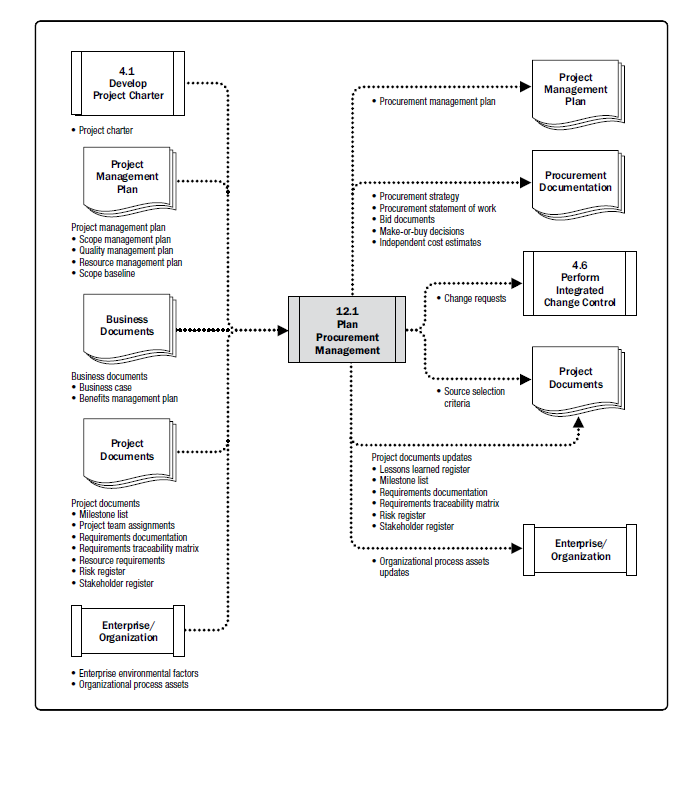 4.1
Develop
Project Charter
• Project charter
Project
Management
Plan
Project management plan
• Scope management plan
• Quality management plan
• Resource management plan
• Scope baseline
Business
Documents
Business documents
• Business case
• Benefits management plan
Project
Documents
Project documents
• Milestone list
• Project team assignments
• Requirements documentation
• Requirements traceability matrix
• Resource requirements
• Risk register
• Stakeholder register
Enterprise/
Organization
• Enterprise environmental factors
• Organizational process assets
12.1
Plan
Procurement
Management
• Procurement management plan
Project
Management
Plan
• Procurement strategy
• Procurement statement of work
• Bid documents
• Make-or-buy decisions
• Independent cost estimates
Procurement
Documentation
• Change requests
4.6
Perform
Integrated
Change Control
• Source selection
criteria
Project
Documents
Project documents updates
• Lessons learned register
• Milestone list
• Requirements documentation
• Requirements traceability matrix
• Risk register
• Stakeholder register
• Organizational process assets
updates
Enterprise/
Organization